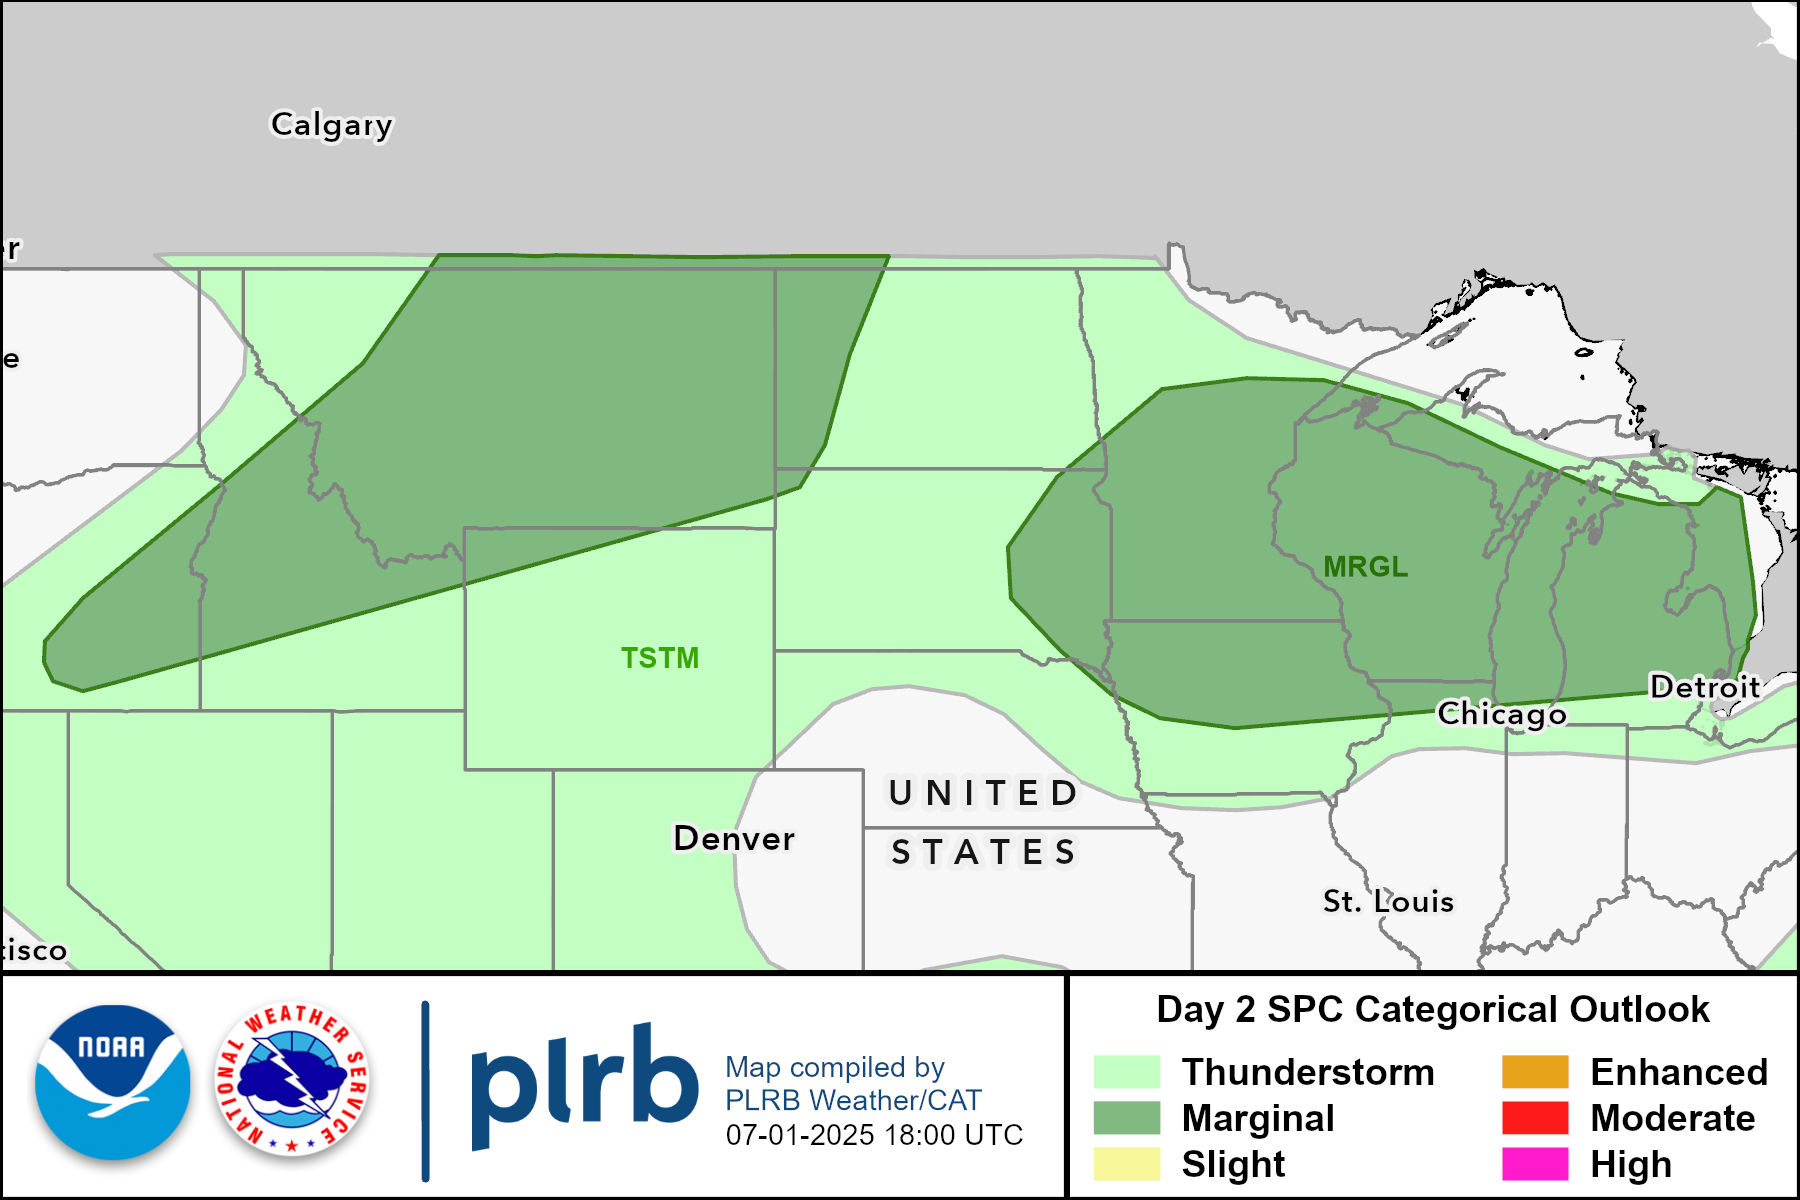 Calgary
er
e
TSTM
MRGL
Detroit
Chicago
UNITED
STATES
Denver
St. Louis
cisco
NOAA
NATIONAL WEATHER SERVICE
plrb
Map compiled by
PLRB Weather/CAT
07-01-2025 18:00 UTC
Day 2 SPC Categorical Outlook
Thunderstorm
Marginal
Slight
Enhanced
Moderate
High